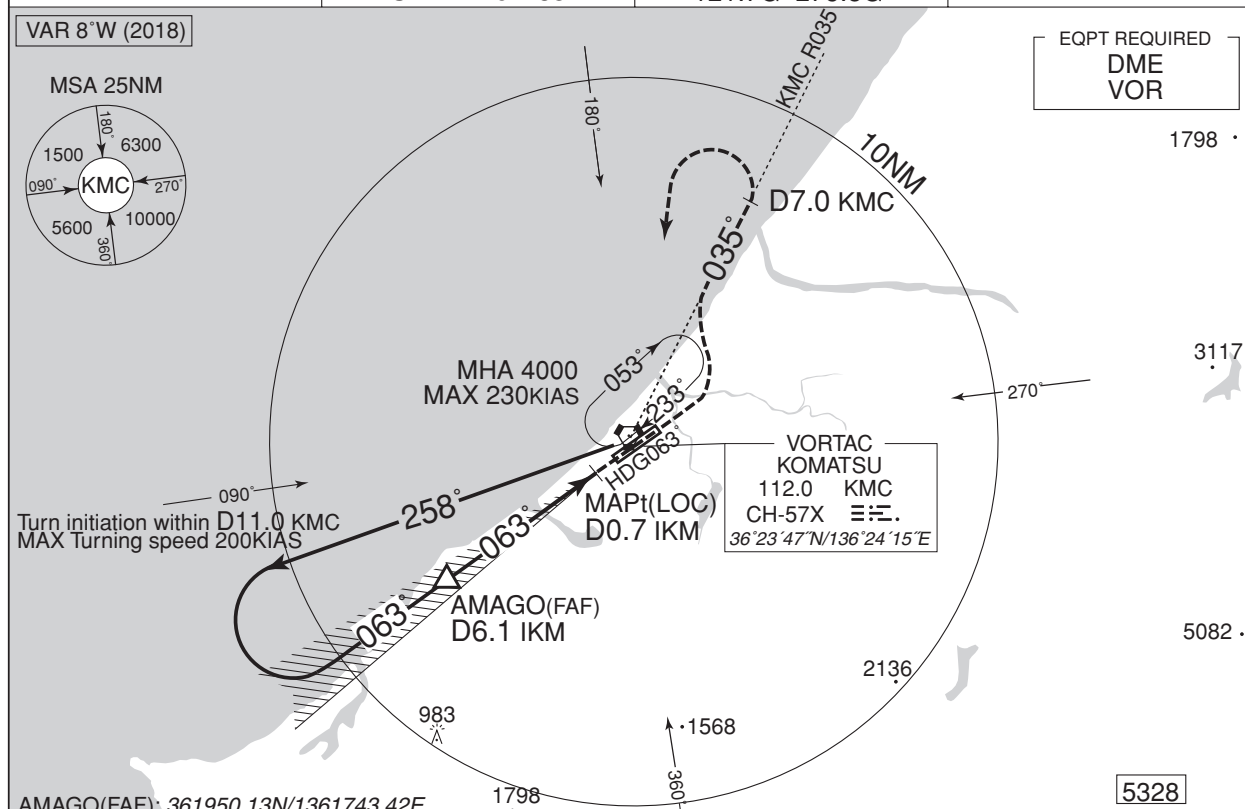 VAR 8°W (2018)
MSA 25NM
180°
1500
6300
090°
KMC
270°
5600
10000
360°
EQPT REQUIRED
DME
VOR
KMC R035
180°
10NM
1798
D7.0 KMC
035°
3117
MHA 4000
MAX 230KIAS
053°
233°
270°
HDG063°
VORTAC
KOMATSU
112.0 KMC
CH-57X
36°23´47˝N/136°24´15˝E
MAPt(LOC)
D0.7 IKM
090°
258°
Turn initiation within D11.0 KMC
MAX Turning speed 200KIAS
063°
063°
AMAGO(FAF)
D6.1 IKM
5082
2136
983
1568
360°
1798
5328
AMAGO(FAF): 361950.13N/1361743.42E